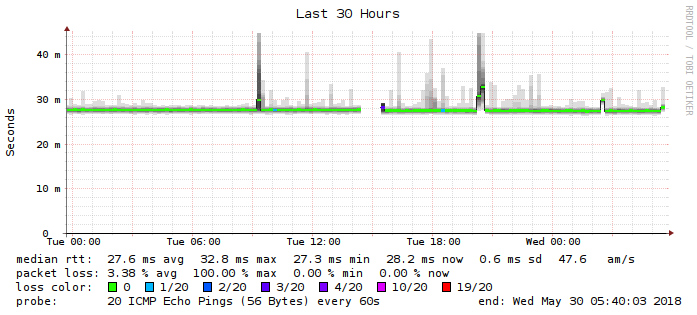 Last 30 Hours
RRDTOOL / TOBI OETIKER
Seconds
40 m
30 m
20 m
10 m
0
Tue 00:00 Tue 06:00 Tue 12:00 Tue 18:00 Wed 00:00
median rtt: 27.6 ms avg 32.8 ms max 27.3 ms min 28.2 ms now 0.6 ms sd 47.6 am/s
packet loss: 3.38 % avg 100.00 % max 0.00 % min 0.00 % now
loss color: 0 1/20 2/20 3/20 4/20 10/20 19/20
probe: 20 ICMP Echo Pings (56 Bytes) every 60s end: Wed May 30 05:40:03 2018